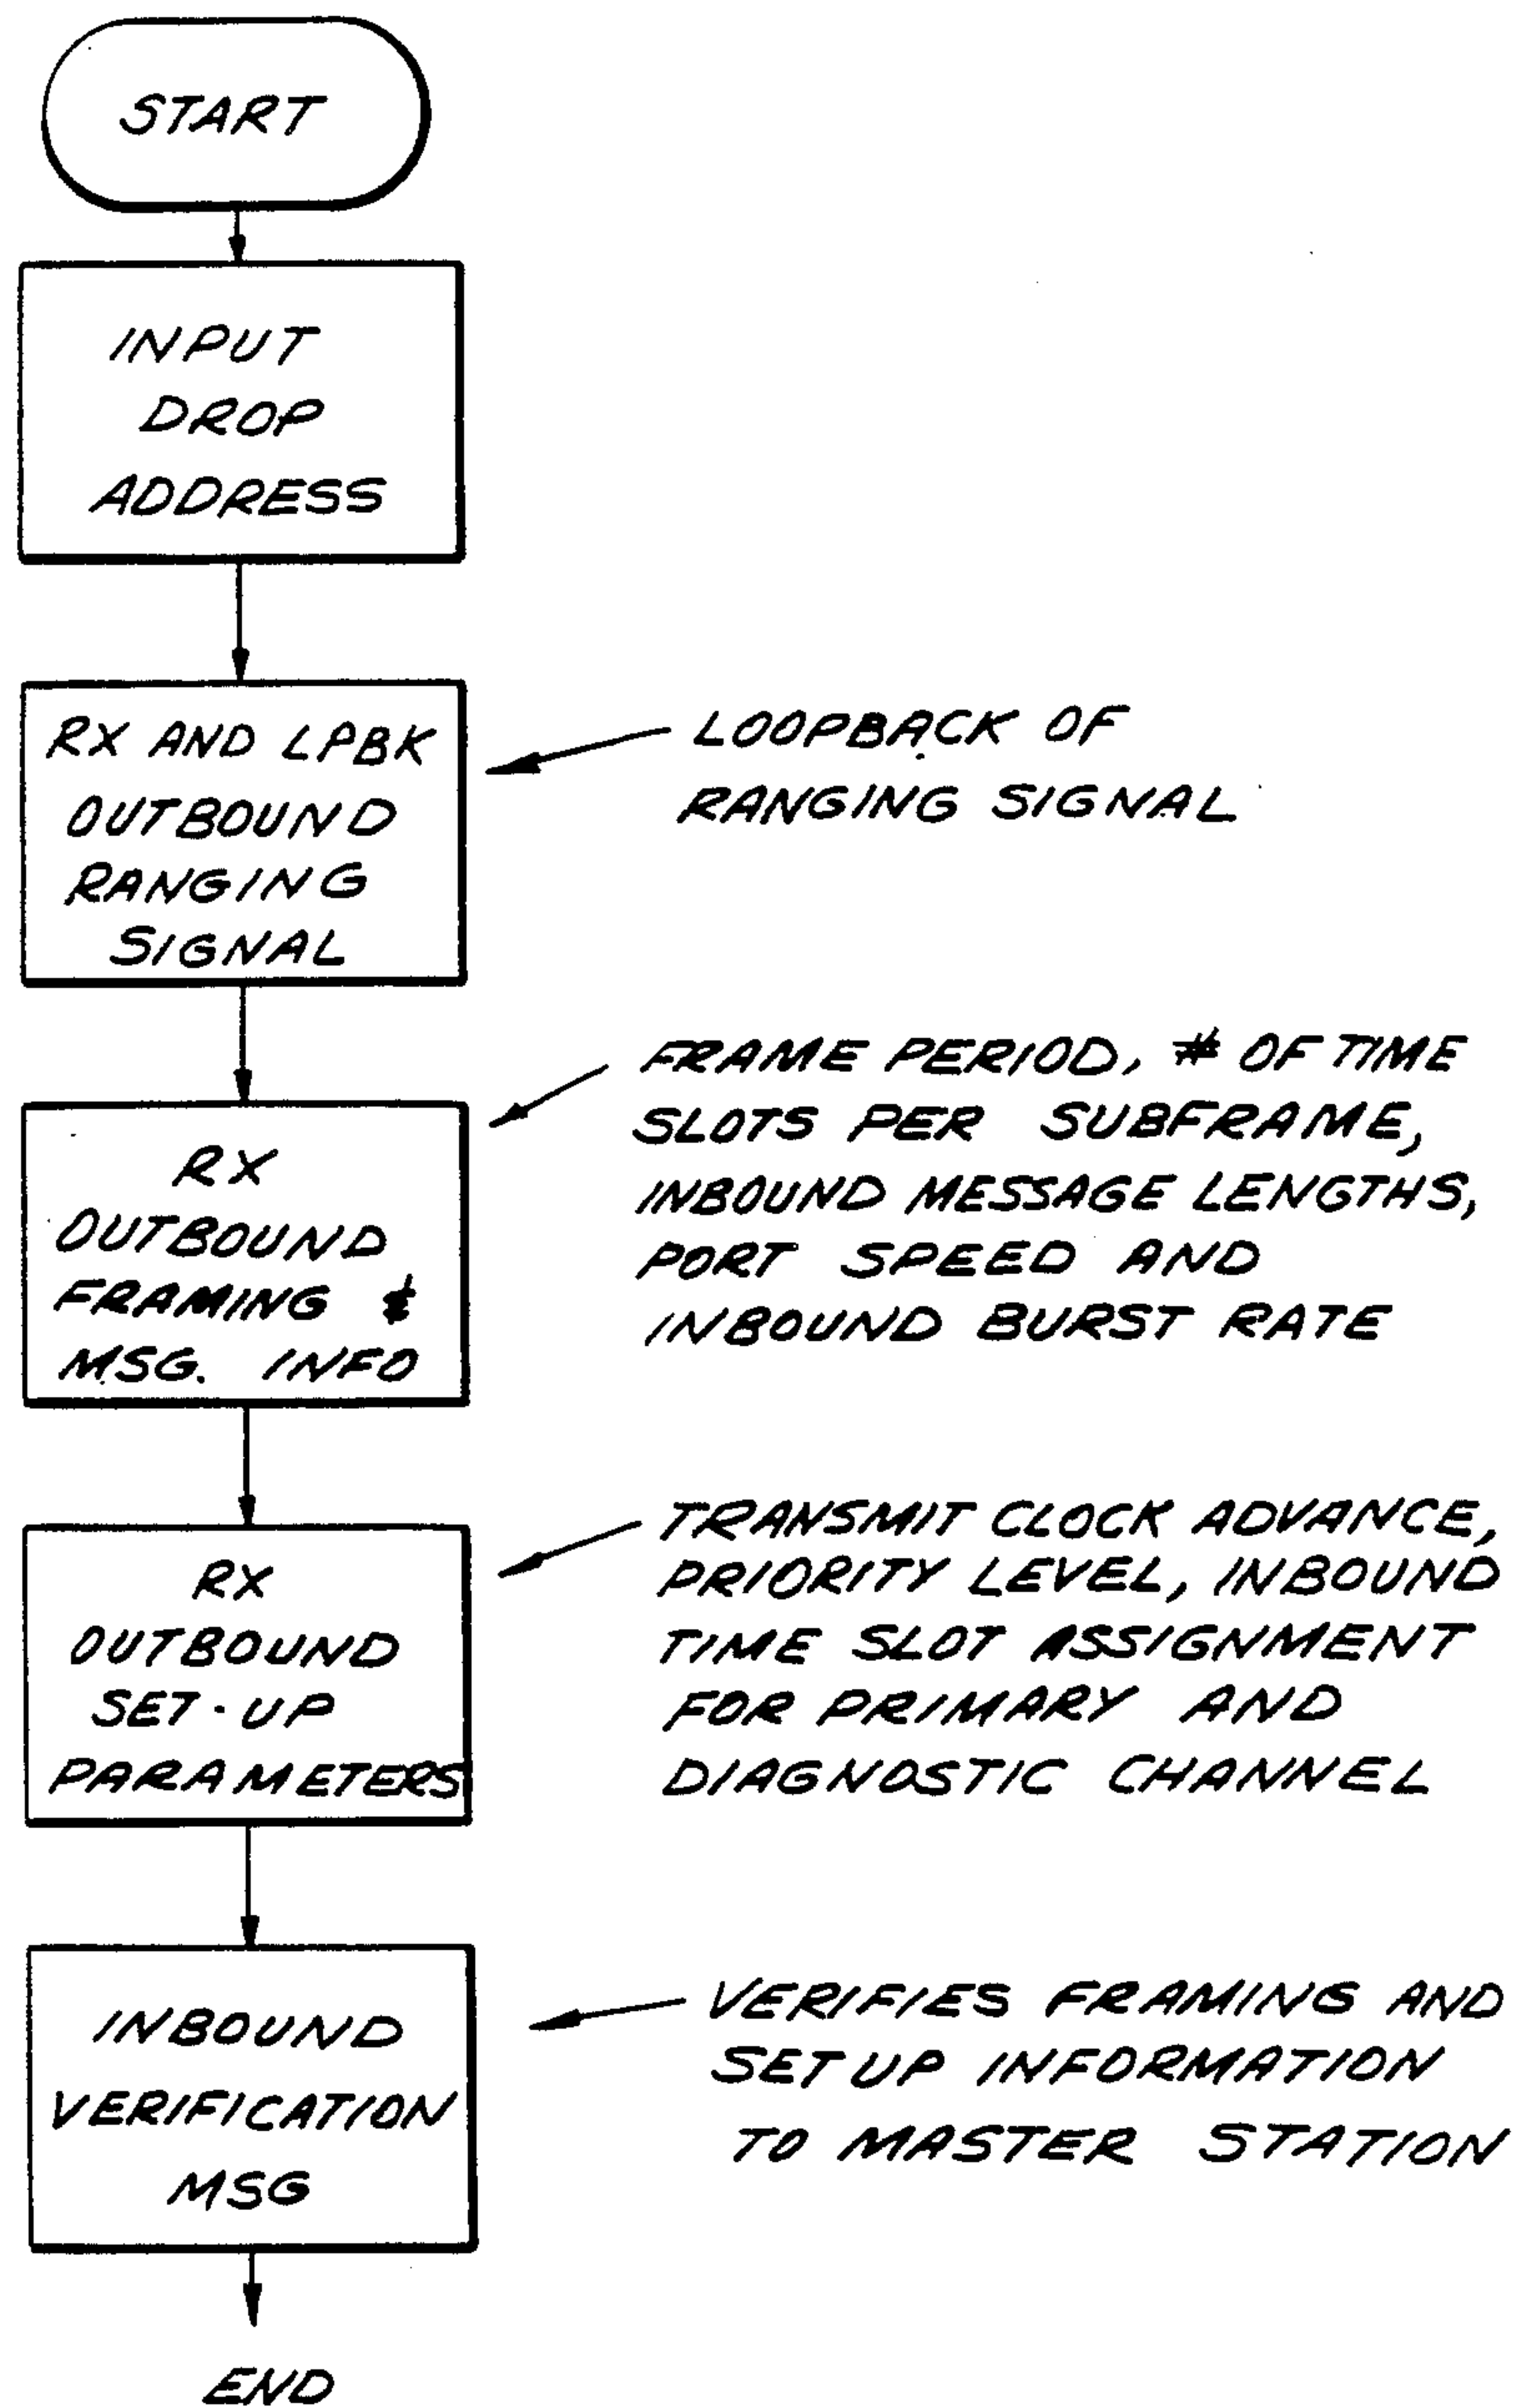 START
INPUT
DROP
ADDRESS
RX AND LPBK
OUTBOUND
RANGING
SIGNAL
LOOPBACK OF
RANGING SIGNAL
RX
OUTBOUND
FRAMING &
MSG. INFO
FRAME PERIOD, # OF TIME
SLOTS PER SUBFRAME,
INBOUND MESSAGE LENGTHS,
PORT SPEED AND
INBOUND BURST RATE
RX
OUTBOUND
SET-UP
PARAMETERS
TRANSMIT CLOCK ADVANCE,
PRIORITY LEVEL, INBOUND
TIME SLOT ASSIGNMENT
FOR PRIMARY AND
DIAGNOSTIC CHANNEL
INBOUND
VERIFICATION
MSG
VERIFIES FRAMING AND
SET UP INFORMATION
TO MASTER STATION
END